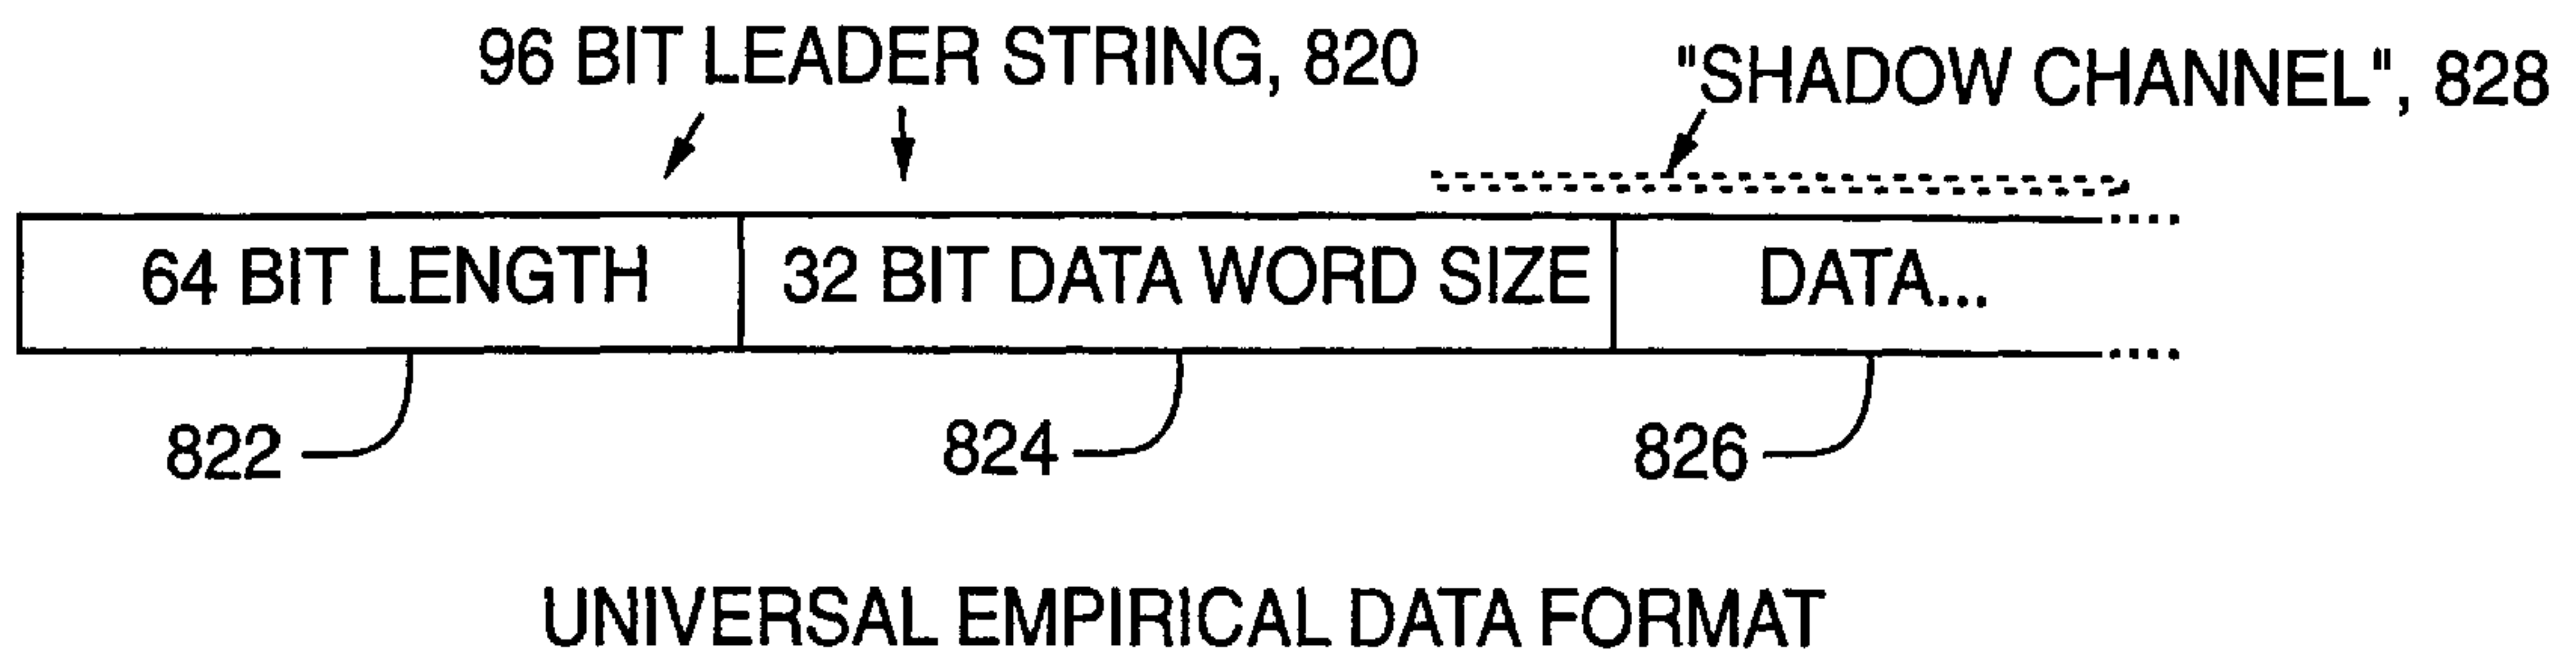 96 BIT LEADER STRING, 820
"SHADOW CHANNEL", 828
64 BIT LENGTH
32 BIT DATA WORD SIZE
DATA...
822
824
826
UNIVERSAL EMPIRICAL DATA FORMAT